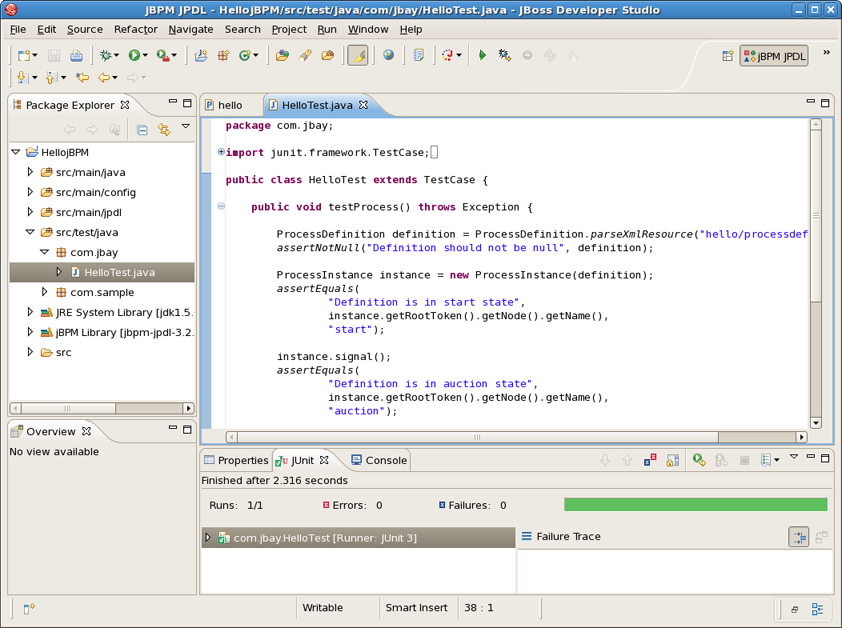 jBPM JPDL - HellojBPM/src/test/java/com/jbay/HelloTest.java - JBoss Developer Studio
File Edit Source Refactor Navigate Search Project Run Window Help
jBPM JPDL
»
Package Explorer
hello
HelloTest.java
HellojBPM
src/main/java
src/main/config
src/main/jpdl
src/test/java
com.jbay
HelloTest.java
com.sample
JRE System Library [jdk1.5.
jBPM Library [jbpm-jpdl-3.2.
src
package com.jbay;
import junit.framework.TestCase;
public class HelloTest extends TestCase {
public void testProcess() throws Exception {
ProcessDefinition definition = ProcessDefinition.parseXmlResource("hello/processdef
assertNotNull("Definition should not be null", definition);
ProcessInstance instance = new ProcessInstance(definition);
assertEquals(
"Definition is in start state",
instance.getRootToken().getNode().getName(),
"start");
instance.signal();
assertEquals(
"Definition is in auction state",
instance.getRootToken().getNode().getName(),
"auction");
Overview
No view available
Properties JUnit Console
Finished after 2.316 seconds
Runs: 1/1 Errors: 0 Failures: 0
com.jbay.HelloTest [Runner: JUnit 3]
Failure Trace
Writable Smart Insert 38 : 1